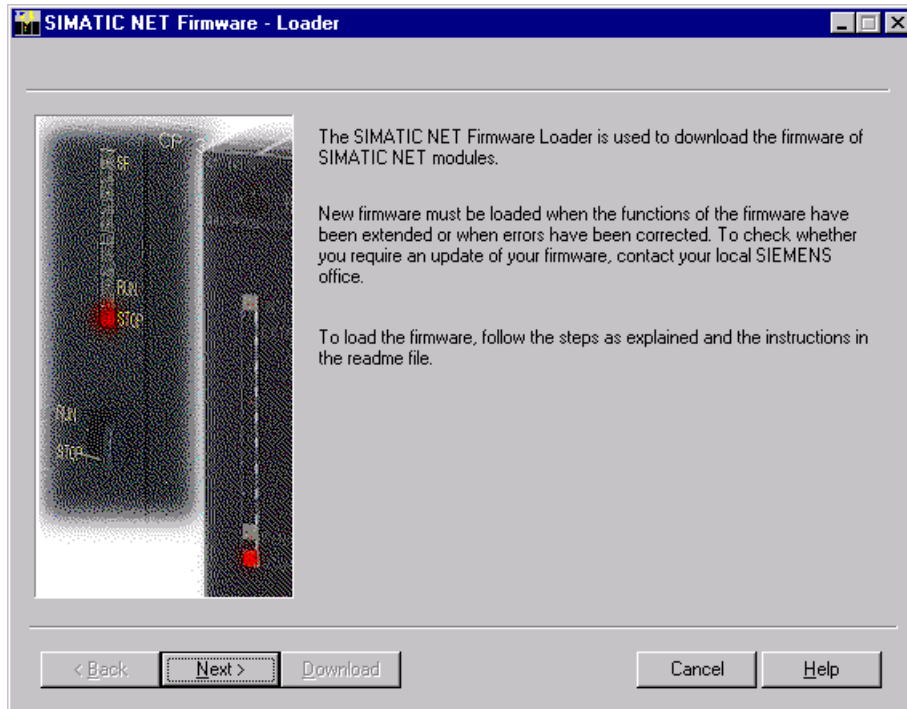 SIMATIC NET Firmware - Loader
CP
SF
RUN
STOP
RUN
STOP
The SIMATIC NET Firmware Loader is used to download the firmware of
SIMATIC NET modules.
New firmware must be loaded when the functions of the firmware have
been extended or when errors have been corrected. To check whether
you require an update of your firmware, contact your local SIEMENS
office.
To load the firmware, follow the steps as explained and the instructions in
the readme file.
< Back
Next >
Download
Cancel
Help